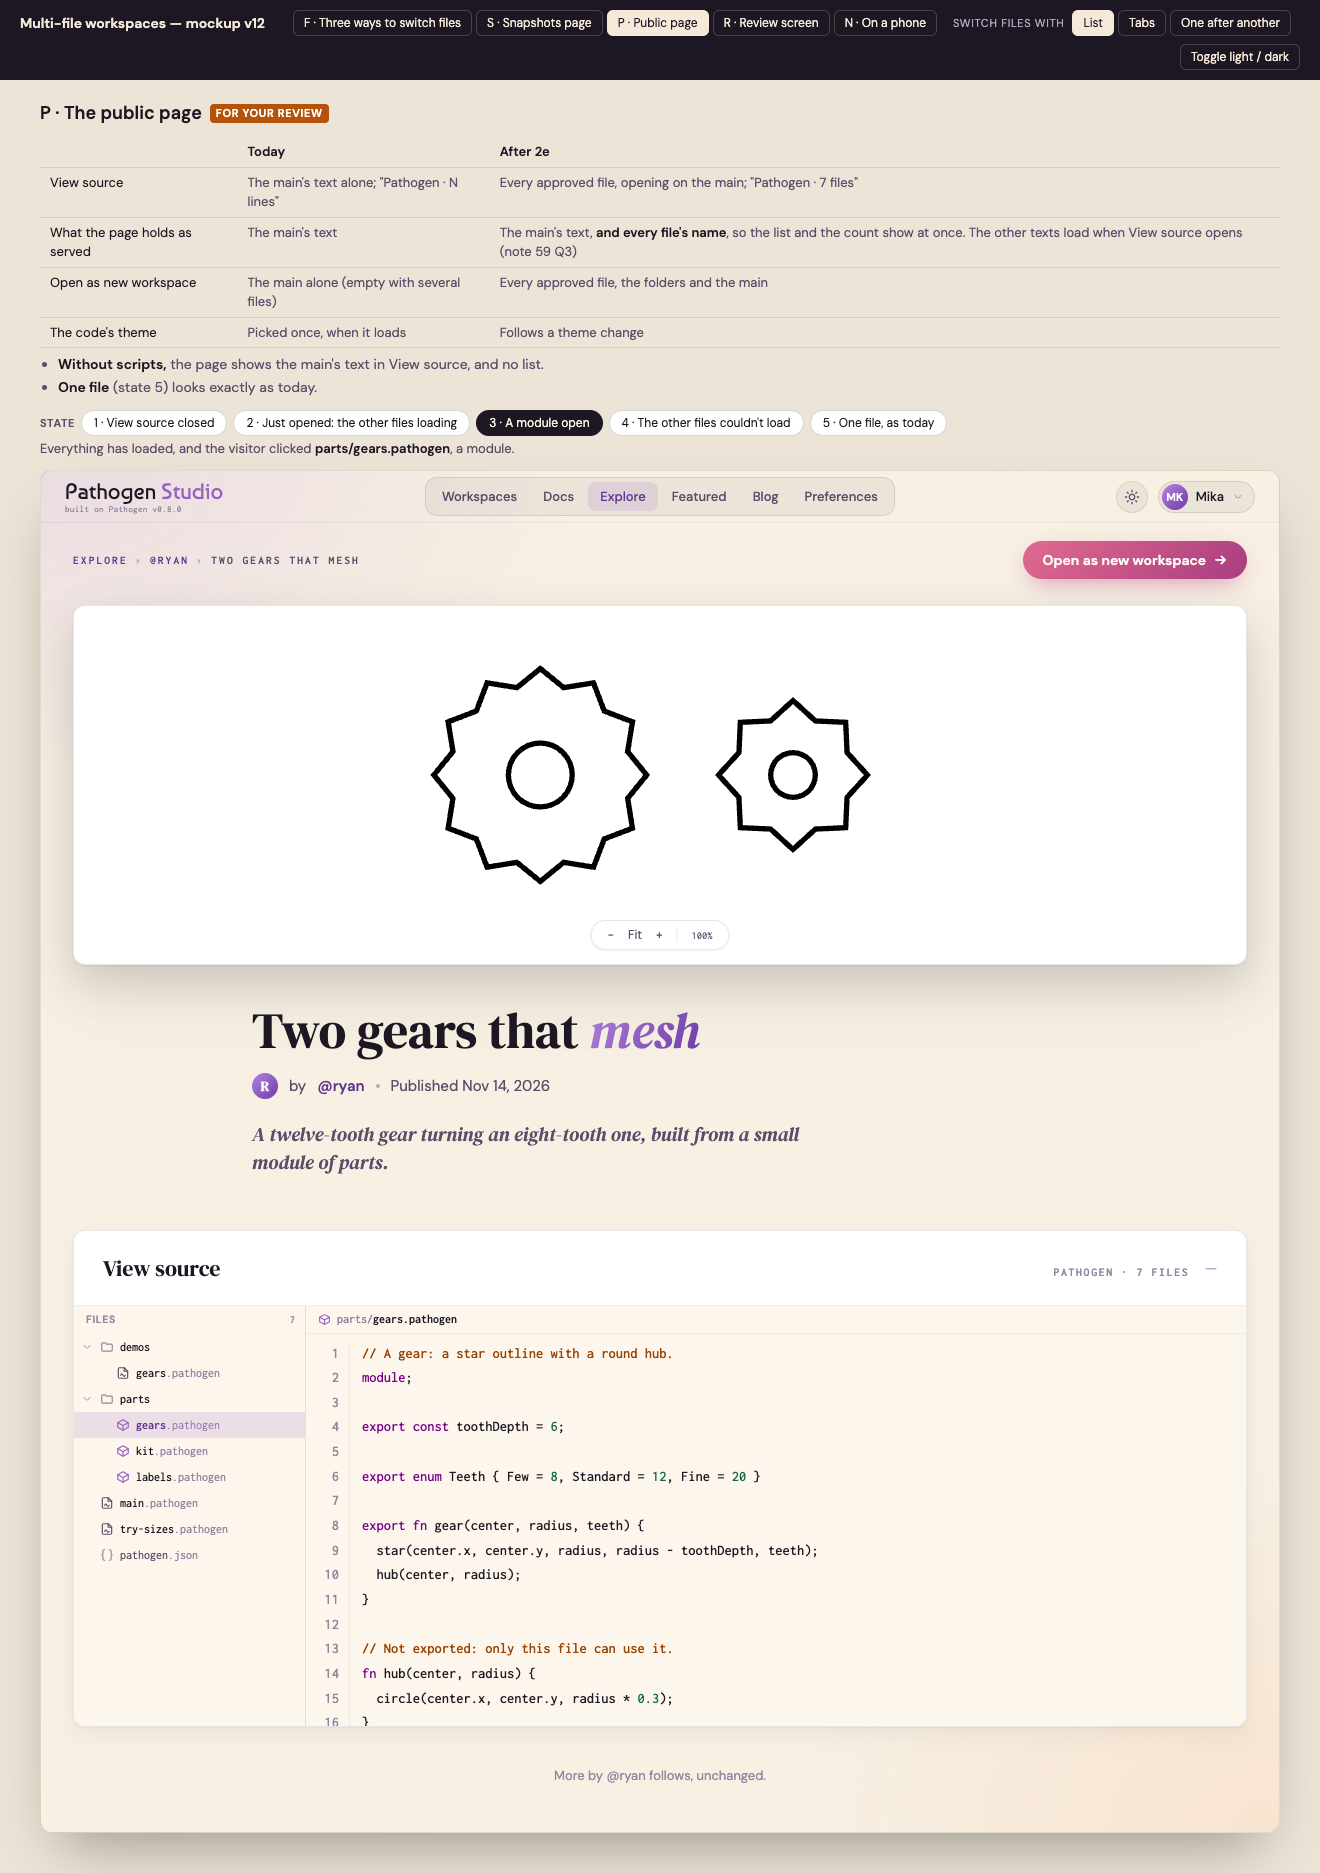 Multi-file workspaces — mockup v12
F · Three ways to switch files
S · Snapshots page
P · Public page
R · Review screen
N · On a phone
SWITCH FILES WITH
List
Tabs
One after another
Toggle light / dark
P · The public page
FOR YOUR REVIEW
Today
After 2e
View source
The main's text alone; "Pathogen · N
lines"
Every approved file, opening on the main; "Pathogen · 7 files"
What the page holds as
served
The main's text
The main's text, and every file's name, so the list and the count show at once. The other texts load when View source opens
(note 59 Q3)
Open as new workspace
The main alone (empty with several
files)
Every approved file, the folders and the main
The code's theme
Picked once, when it loads
Follows a theme change
• Without scripts, the page shows the main's text in View source, and no list.
• One file (state 5) looks exactly as today.
STATE
1 · View source closed
2 · Just opened: the other files loading
3 · A module open
4 · The other files couldn't load
5 · One file, as today
Everything has loaded, and the visitor clicked parts/gears.pathogen, a module.
Pathogen Studio
built on Pathogen v0.8.0
Workspaces
Docs
Explore
Featured
Blog
Preferences
MK
Mika
EXPLORE › @RYAN › TWO GEARS THAT MESH
Open as new workspace →
− Fit + 100%
Two gears that mesh
R
by @ryan • Published Nov 14, 2026
A twelve-tooth gear turning an eight-tooth one, built from a small
module of parts.
View source
PATHOGEN · 7 FILES —
FILES 7
demos
gears.pathogen
parts
gears.pathogen
kit.pathogen
labels.pathogen
main.pathogen
try-sizes.pathogen
{} pathogen.json
parts/gears.pathogen
1 // A gear: a star outline with a round hub.
2 module;
3
4 export const toothDepth = 6;
5
6 export enum Teeth { Few = 8, Standard = 12, Fine = 20 }
7
8 export fn gear(center, radius, teeth) {
9 star(center.x, center.y, radius, radius - toothDepth, teeth);
10 hub(center, radius);
11 }
12
13 // Not exported: only this file can use it.
14 fn hub(center, radius) {
15 circle(center.x, center.y, radius * 0.3);
16 }
More by @ryan follows, unchanged.